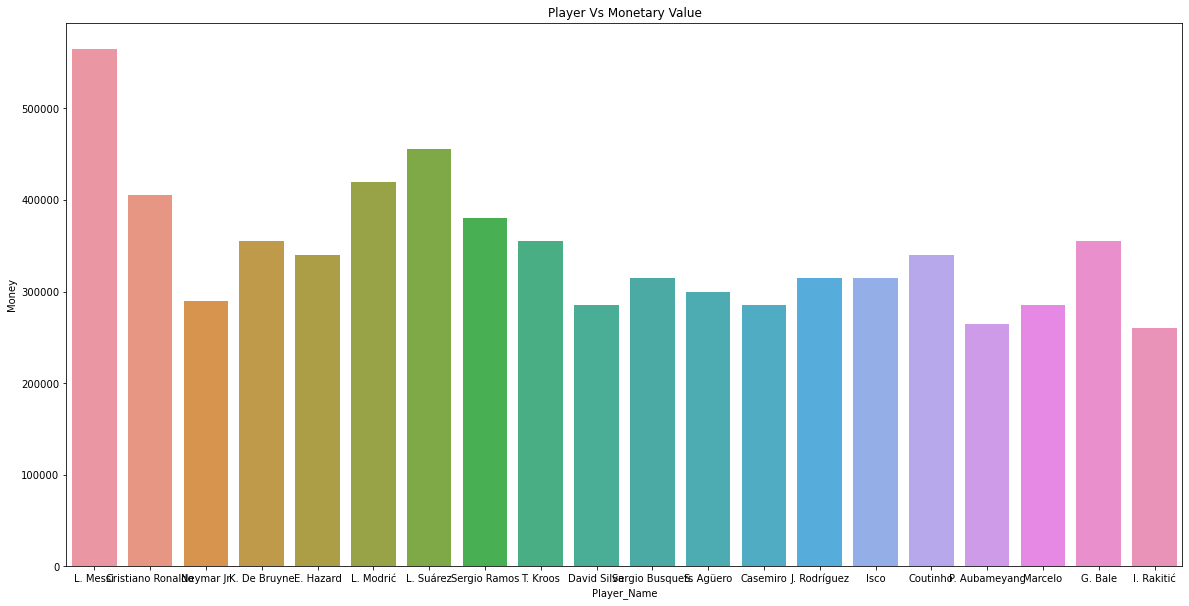 Player Vs Monetary Value
Money
500000
400000
300000
200000
100000
0
L. Messi Cristiano Ronaldo Neymar Jr K. De Bruyne E. Hazard L. Modrić L. Suárez Sergio Ramos T. Kroos David Silva Sergio Busquets S. Agüero Casemiro J. Rodríguez Isco Coutinho P. Aubameyang Marcelo G. Bale I. Rakitić
Player_Name